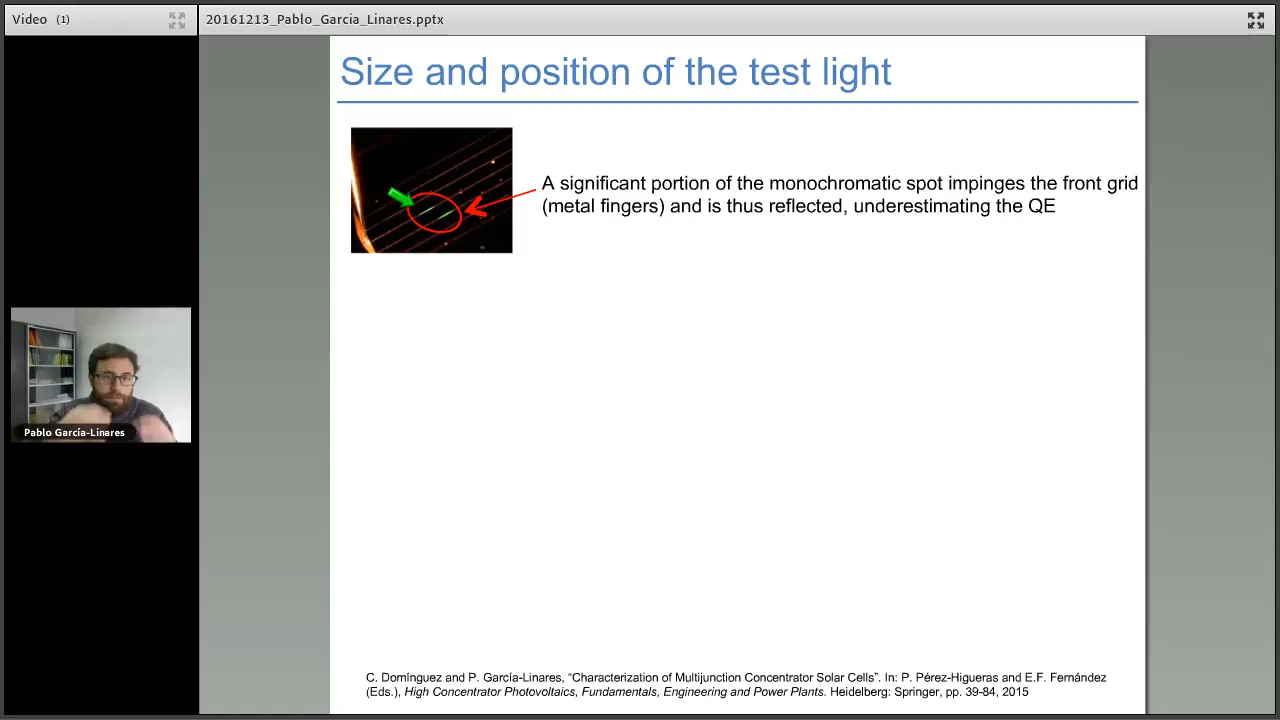 Video (1)
20161213_Pablo_Garcia_Linares.pptx
Size and position of the test light
A significant portion of the monochromatic spot impinges the front grid
(metal fingers) and is thus reflected, underestimating the QE
Pablo García-Linares
C. Domínguez and P. García-Linares, “Characterization of Multijunction Concentrator Solar Cells”. In: P. Pérez-Higueras and E.F. Fernández
(Eds.), High Concentrator Photovoltaics, Fundamentals, Engineering and Power Plants. Heidelberg: Springer, pp. 39-84, 2015